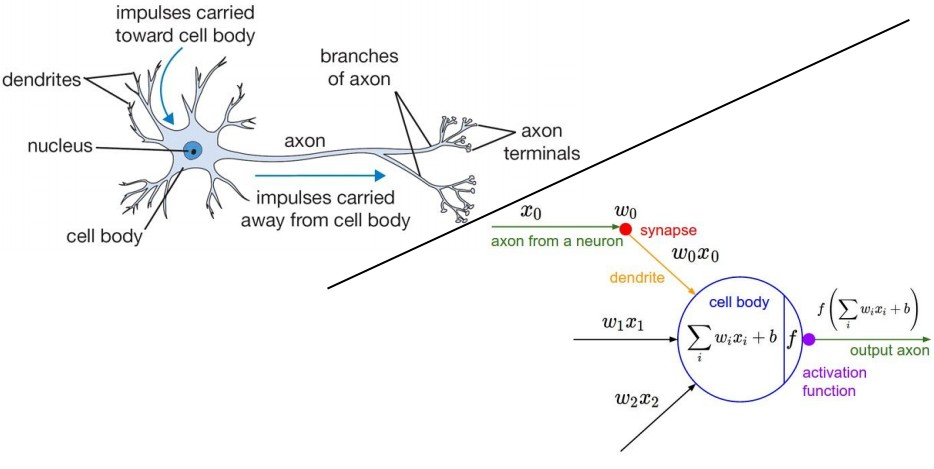 impulses carried
toward cell body
dendrites
nucleus
cell body
axon
impulses carried
away from cell body
branches
of axon
axon
terminals
x₀
axon from a neuron
w₀
synapse
w₀x₀
dendrite
w₁x₁
w₂x₂
cell body
∑ᵢ wᵢxᵢ + b
f
f(∑ᵢ wᵢxᵢ + b)
output axon
activation
function